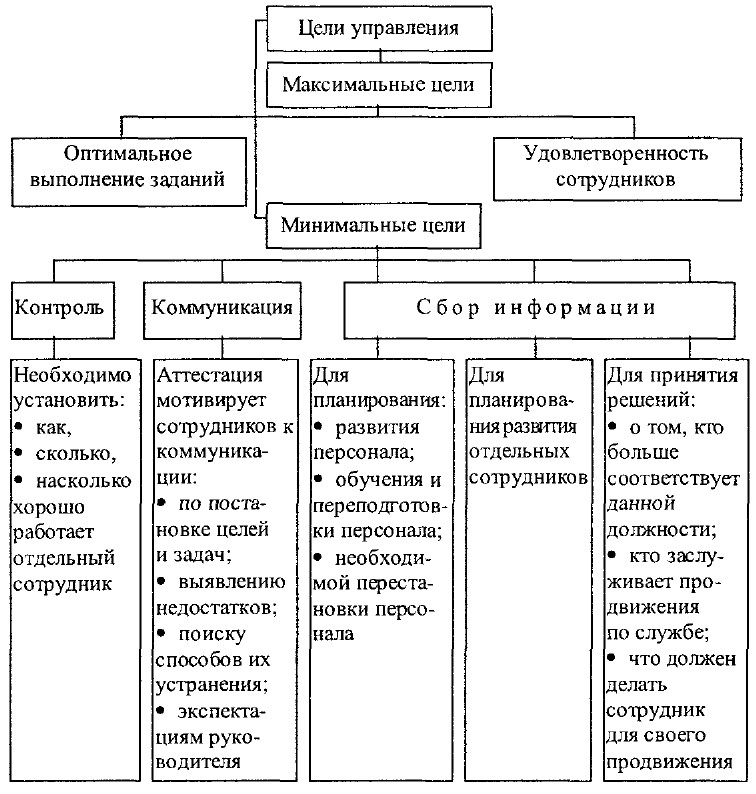 Цели управления
Максимальные цели
Оптимальное
выполнение заданий
Удовлетворенность
сотрудников
Минимальные цели
Контроль
Коммуникация
Сбор информации
Необходимо
установить:
• как,
• сколько,
• насколько
хорошо
работает
отдельный
сотрудник
Аттестация
мотивирует
сотрудников к
коммуника-
ции:
• по поста-
новке целей
и задач;
• выявлению
недостатков;
• поиску
способов их
устранения;
• экспекта-
циям руко-
водителя
Для
планирования:
• развития
персонала;
• обучения и
переподготов-
ки персонала;
• необходи-
мой переста-
новки персо-
нала
Для
планирова-
ния развития
отдельных
сотрудников
Для принятия
решений:
• о том, кто
больше
соответствует
данной
должности;
• кто заслу-
живает про-
движения
по службе;
• что должен
делать
сотрудник
для своего
продвижения